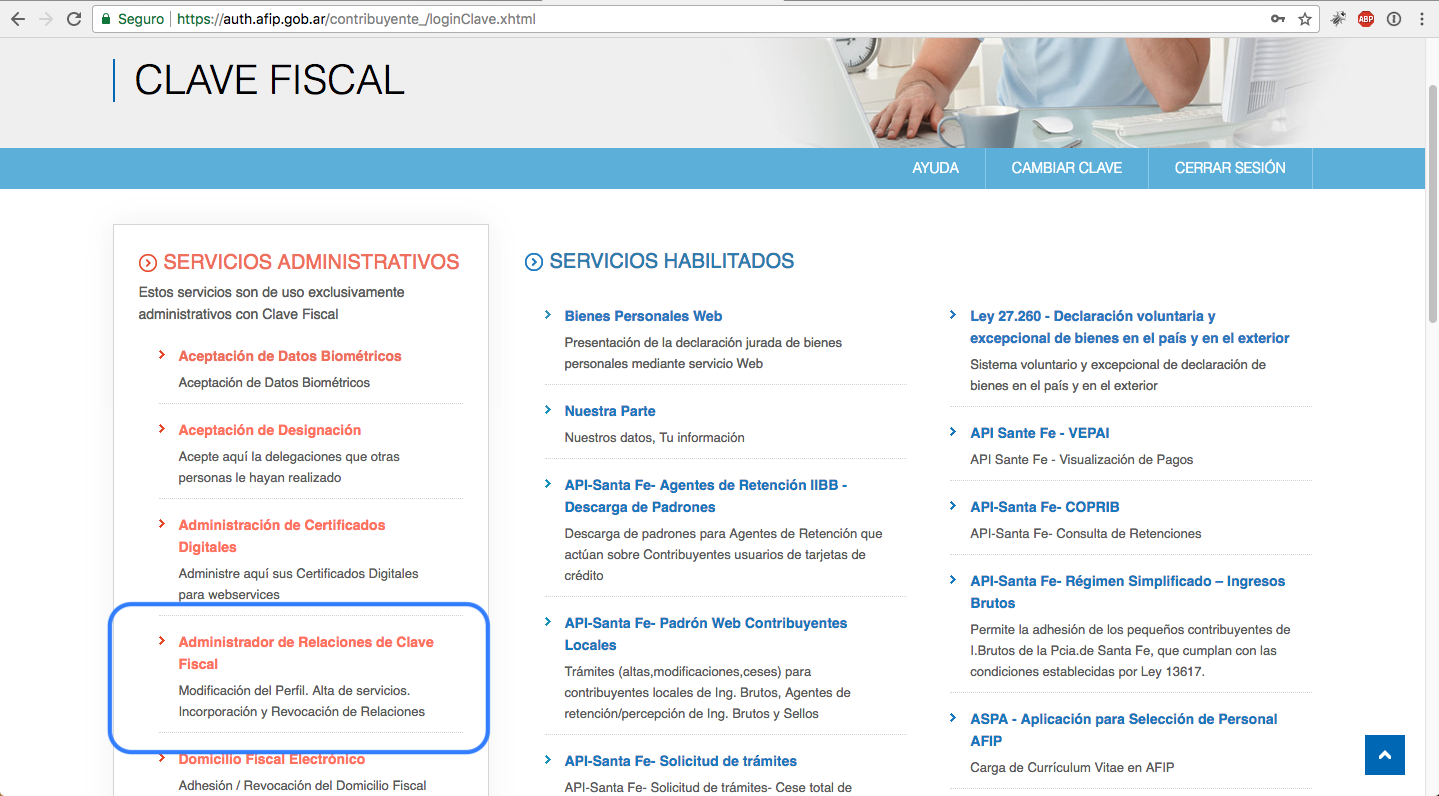 Seguro | https://auth.afip.gob.ar/contribuyente_/loginClave.xhtml
ABP
CLAVE FISCAL
AYUDA
CAMBIAR CLAVE
CERRAR SESIÓN
SERVICIOS ADMINISTRATIVOS
Estos servicios son de uso exclusivamente
administrativos con Clave Fiscal
Aceptación de Datos Biométricos
Aceptación de Datos Biométricos
Aceptación de Designación
Acepte aquí la delegaciones que otras
personas le hayan realizado
Administración de Certificados
Digitales
Administre aquí sus Certificados Digitales
para webservices
Administrador de Relaciones de Clave
Fiscal
Modificación del Perfil. Alta de servicios.
Incorporación y Revocación de Relaciones
Domicilio Fiscal Electrónico
Adhesión / Revocación del Domicilio Fiscal
SERVICIOS HABILITADOS
Bienes Personales Web
Presentación de la declaración jurada de bienes
personales mediante servicio Web
Nuestra Parte
Nuestros datos, Tu información
API-Santa Fe- Agentes de Retención IIBB -
Descarga de Padrones
Descarga de padrones para Agentes de Retención que
actúan sobre Contribuyentes usuarios de tarjetas de
crédito
API-Santa Fe- Padrón Web Contribuyentes
Locales
Trámites (altas,modificaciones,ceses) para
contribuyentes locales de Ing. Brutos, Agentes de
retención/percepción de Ing. Brutos y Sellos
API-Santa Fe- Solicitud de trámites
API-Santa Fe- Solicitud de trámites- Cese total de
Ley 27.260 - Declaración voluntaria y
excepcional de bienes en el país y en el exterior
Sistema voluntario y excepcional de declaración de
bienes en el país y en el exterior
API Sante Fe - VEPAI
API Sante Fe - Visualización de Pagos
API-Santa Fe- COPRIB
API-Santa Fe- Consulta de Retenciones
API-Santa Fe- Régimen Simplificado – Ingresos
Brutos
Permite la adhesión de los pequeños contribuyentes de
I.Brutos de la Pcia.de Santa Fe, que cumplan con las
condiciones establecidas por Ley 13617.
ASPA - Aplicación para Selección de Personal
AFIP
Carga de Currículum Vitae en AFIP